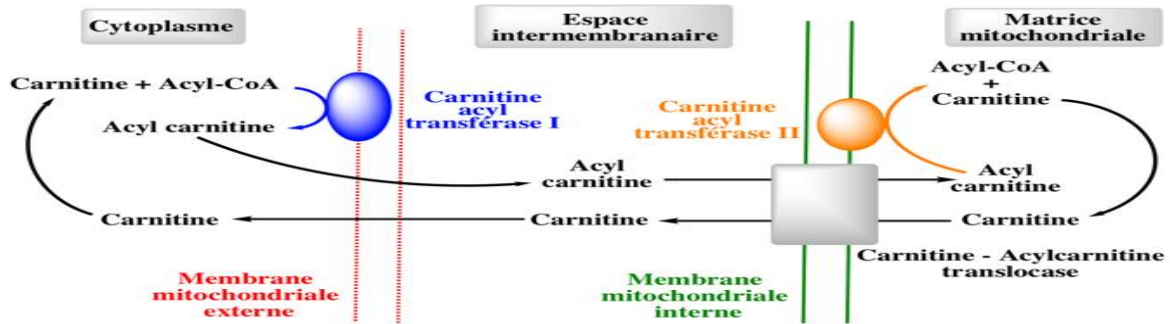 Cytoplasme
Espace
intermembranaire
Matrice
mitochondriale
Carnitine + Acyl-CoA
Acyl carnitine
Carnitine
acyl
transférase I
Carnitine
acyl
transférase II
Acyl-CoA
+
Carnitine
Acyl
carnitine
Acyl
carnitine
Carnitine
Carnitine
Carnitine
Carnitine - Acylcarnitine
translocase
Membrane
mitochondriale
externe
Membrane
mitochondriale
interne